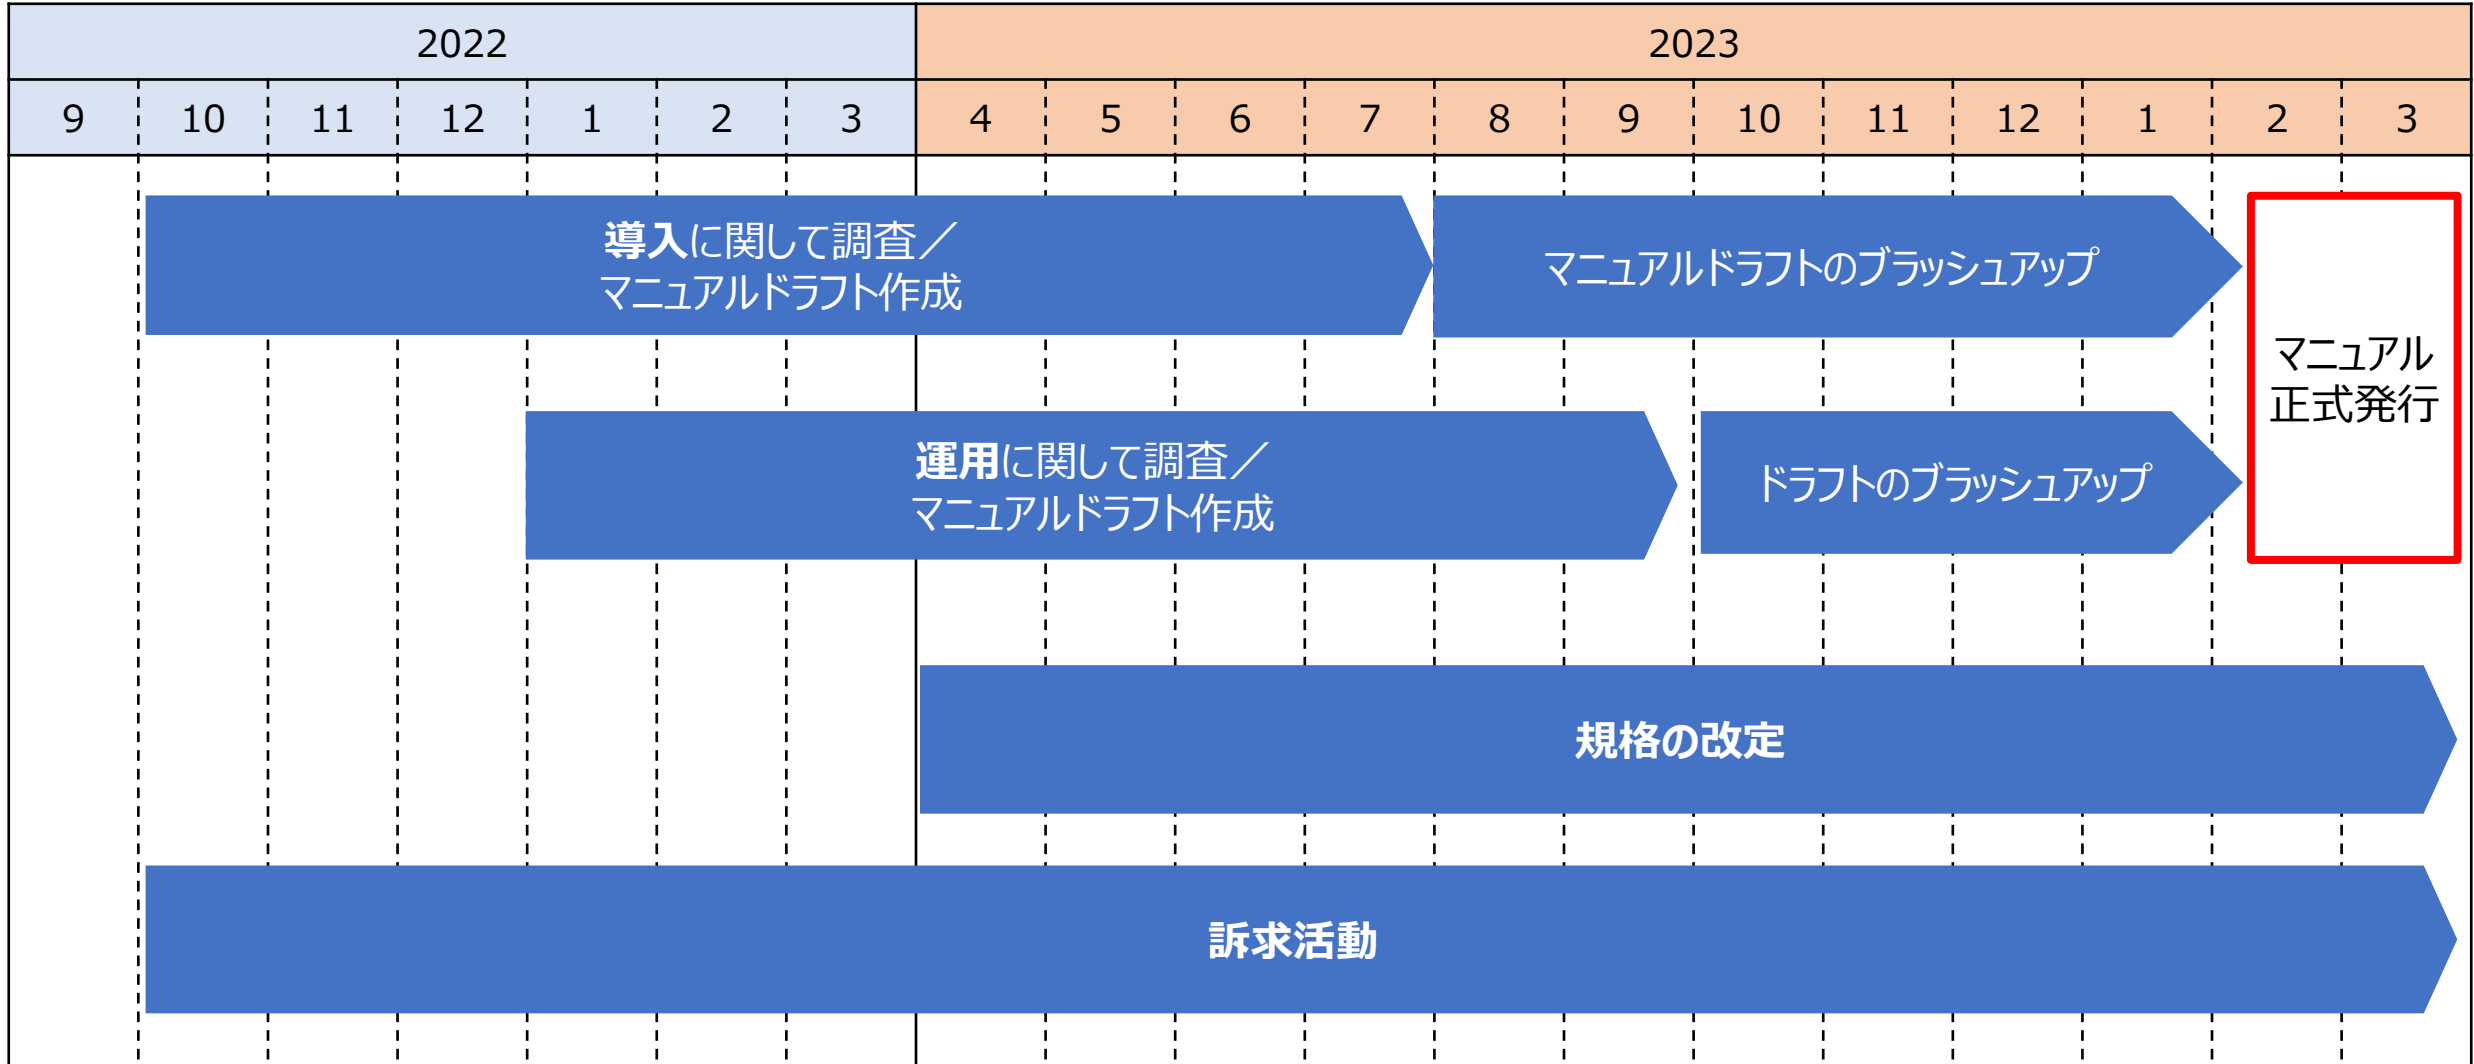 2022
2023
9 10 11 12 1 2 3 4 5 6 7 8 9 10 11 12 1 2 3
導入に関して調査／
マニュアルドラフト作成
マニュアルドラフトのブラッシュアップ
マニュアル
正式発行
運用に関して調査／
マニュアルドラフト作成
ドラフトのブラッシュアップ
規格の改定
訴求活動